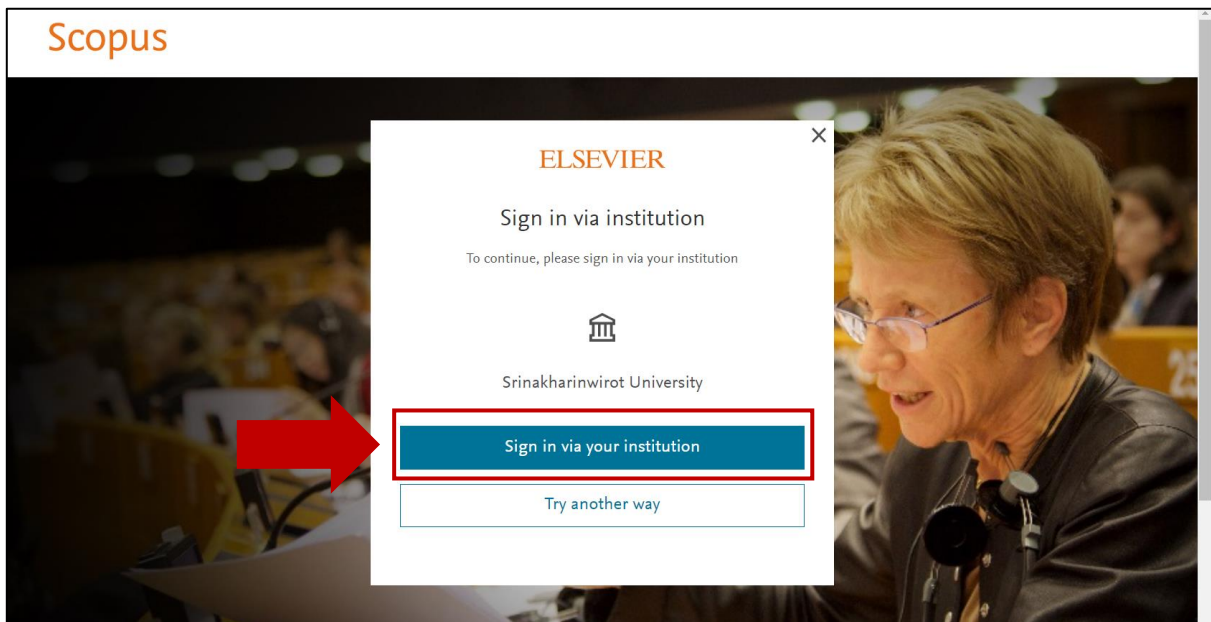 Scopus
ELSEVIER
Sign in via institution
To continue, please sign in via your institution
Srinakharinwirot University
Sign in via your institution
Try another way
25